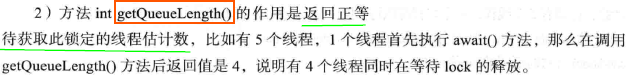 2）方法 int getQueueLength() 的作用是返回正等
待获取此锁定的线程估计数，比如有 5 个线程，1 个线程首先执行 await() 方法，那么在调用
getQueueLength() 方法后返回值是 4，说明有 4 个线程同时在等待 lock 的释放。